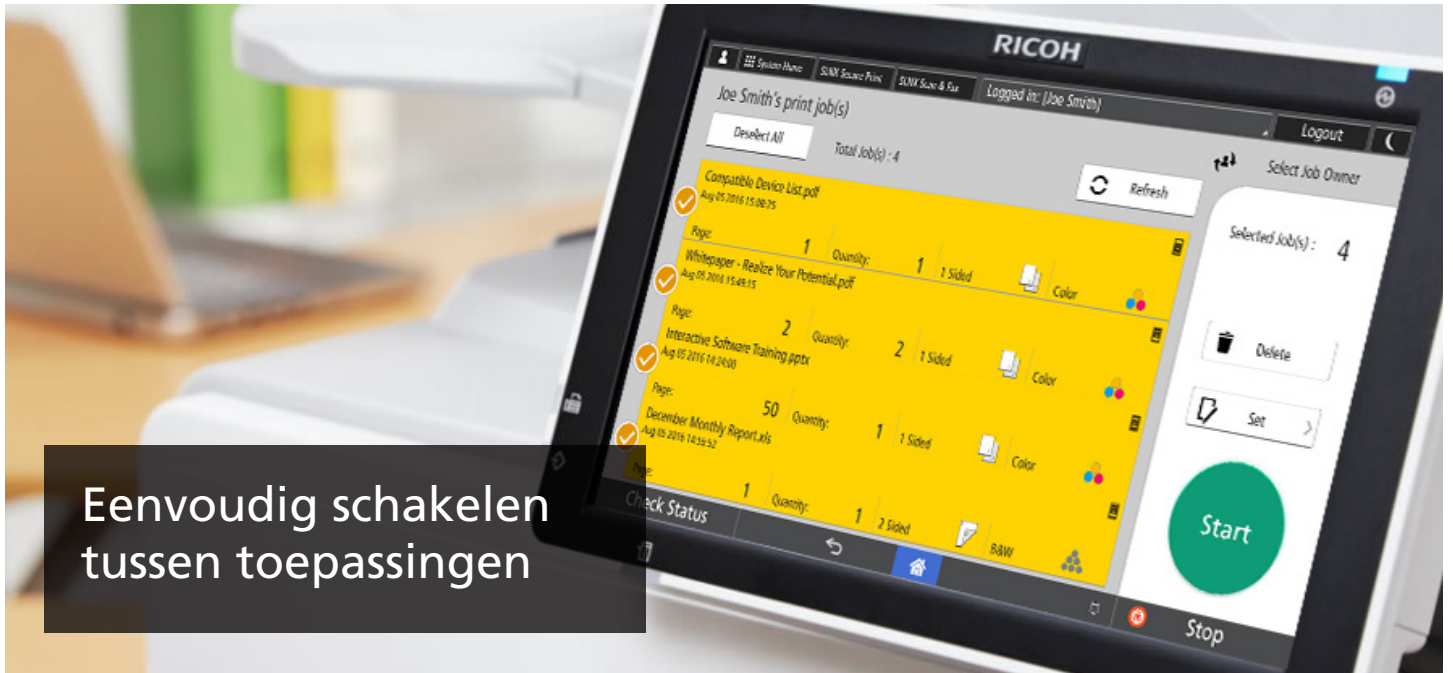 RICOH
System Home SLNX Secure Print SLNX Scan & Fax Logged in: (Joe Smith)
Logout
Joe Smith's print job(s)
Select Job Owner
Deselect All Total Job(s) : 4 Refresh
Compatible Device List.pdf
Aug 05 2016 15:08:25
Page: 1 Quantity: 1 1 Sided Color
Whitepaper - Realize Your Potential.pdf
Aug 05 2016 15:49:15
Page: 2 Quantity: 2 1 Sided Color
Interactive Software Training.pptx
Aug 05 2016 14:24:00
Page: 50 Quantity: 1 1 Sided Color
December Monthly Report.xls
Aug 05 2016 14:55:52
Page: 1 Quantity: 1 2 Sided B&W
Selected Job(s) : 4
Delete
Set
Start
Check Status
Stop
Eenvoudig schakelen
tussen toepassingen